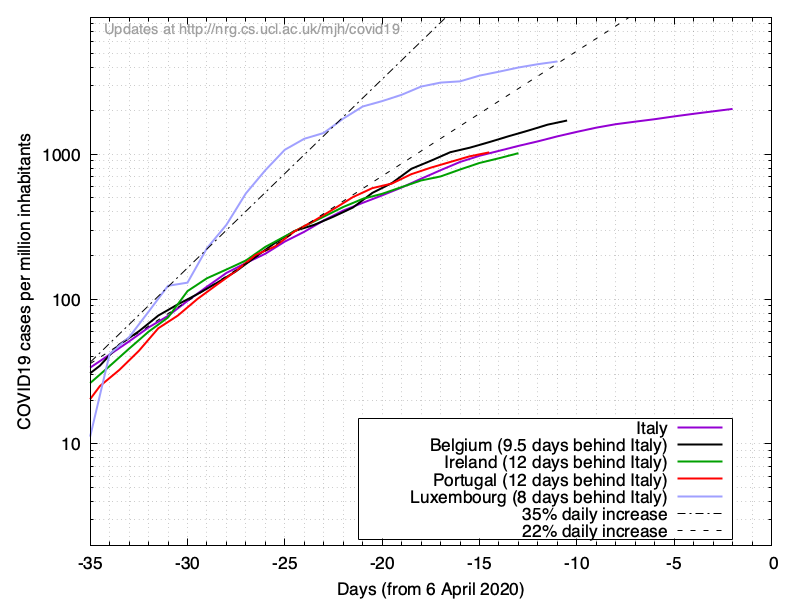 Updates at http://nrg.cs.ucl.ac.uk/mjh/covid19
COVID19 cases per million inhabitants
1000
100
10
Italy
Belgium (9.5 days behind Italy)
Ireland (12 days behind Italy)
Portugal (12 days behind Italy)
Luxembourg (8 days behind Italy)
35% daily increase
22% daily increase
-35 -30 -25 -20 -15 -10 -5 0
Days (from 6 April 2020)